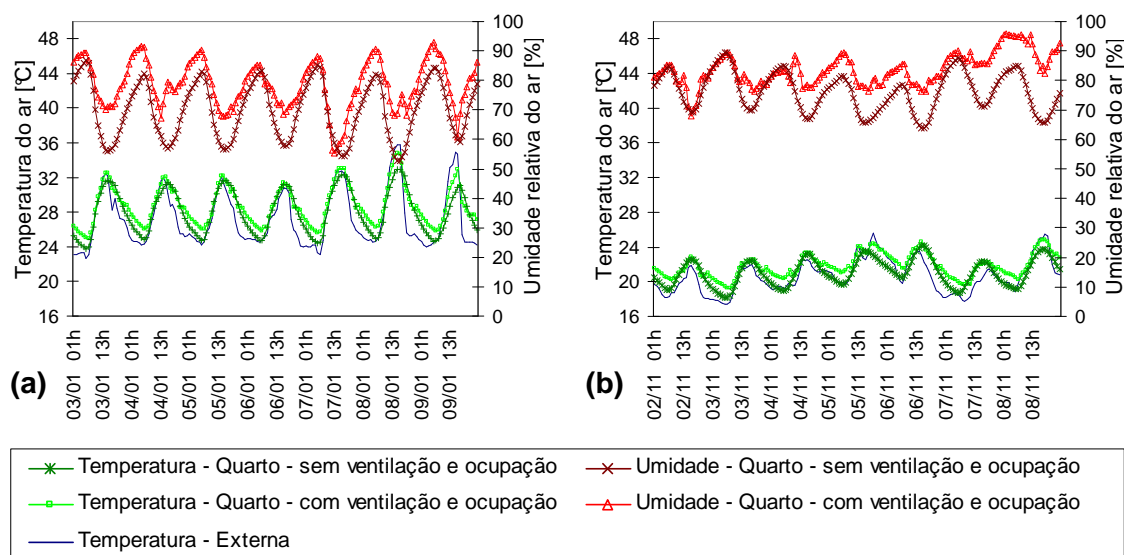 Temperatura do ar [ºC]
48
44
40
36
32
28
24
20
16
100
90
80
70
60
50
40
30
20
10
0
Umidade relativa do ar [%]
03/01 01h
03/01 13h
04/01 01h
04/01 13h
05/01 01h
05/01 13h
06/01 01h
06/01 13h
07/01 01h
07/01 13h
08/01 01h
08/01 13h
09/01 01h
09/01 13h
(a)
Temperatura do ar [ºC]
48
44
40
36
32
28
24
20
16
100
90
80
70
60
50
40
30
20
10
0
Umidade relativa do ar [%]
02/11 01h
02/11 13h
03/11 01h
03/11 13h
04/11 01h
04/11 13h
05/11 01h
05/11 13h
06/11 01h
06/11 13h
07/11 01h
07/11 13h
08/11 01h
08/11 13h
(b)
Temperatura - Quarto - sem ventilação e ocupação
Umidade - Quarto - sem ventilação e ocupação
Temperatura - Quarto - com ventilação e ocupação
Umidade - Quarto - com ventilação e ocupação
Temperatura - Externa